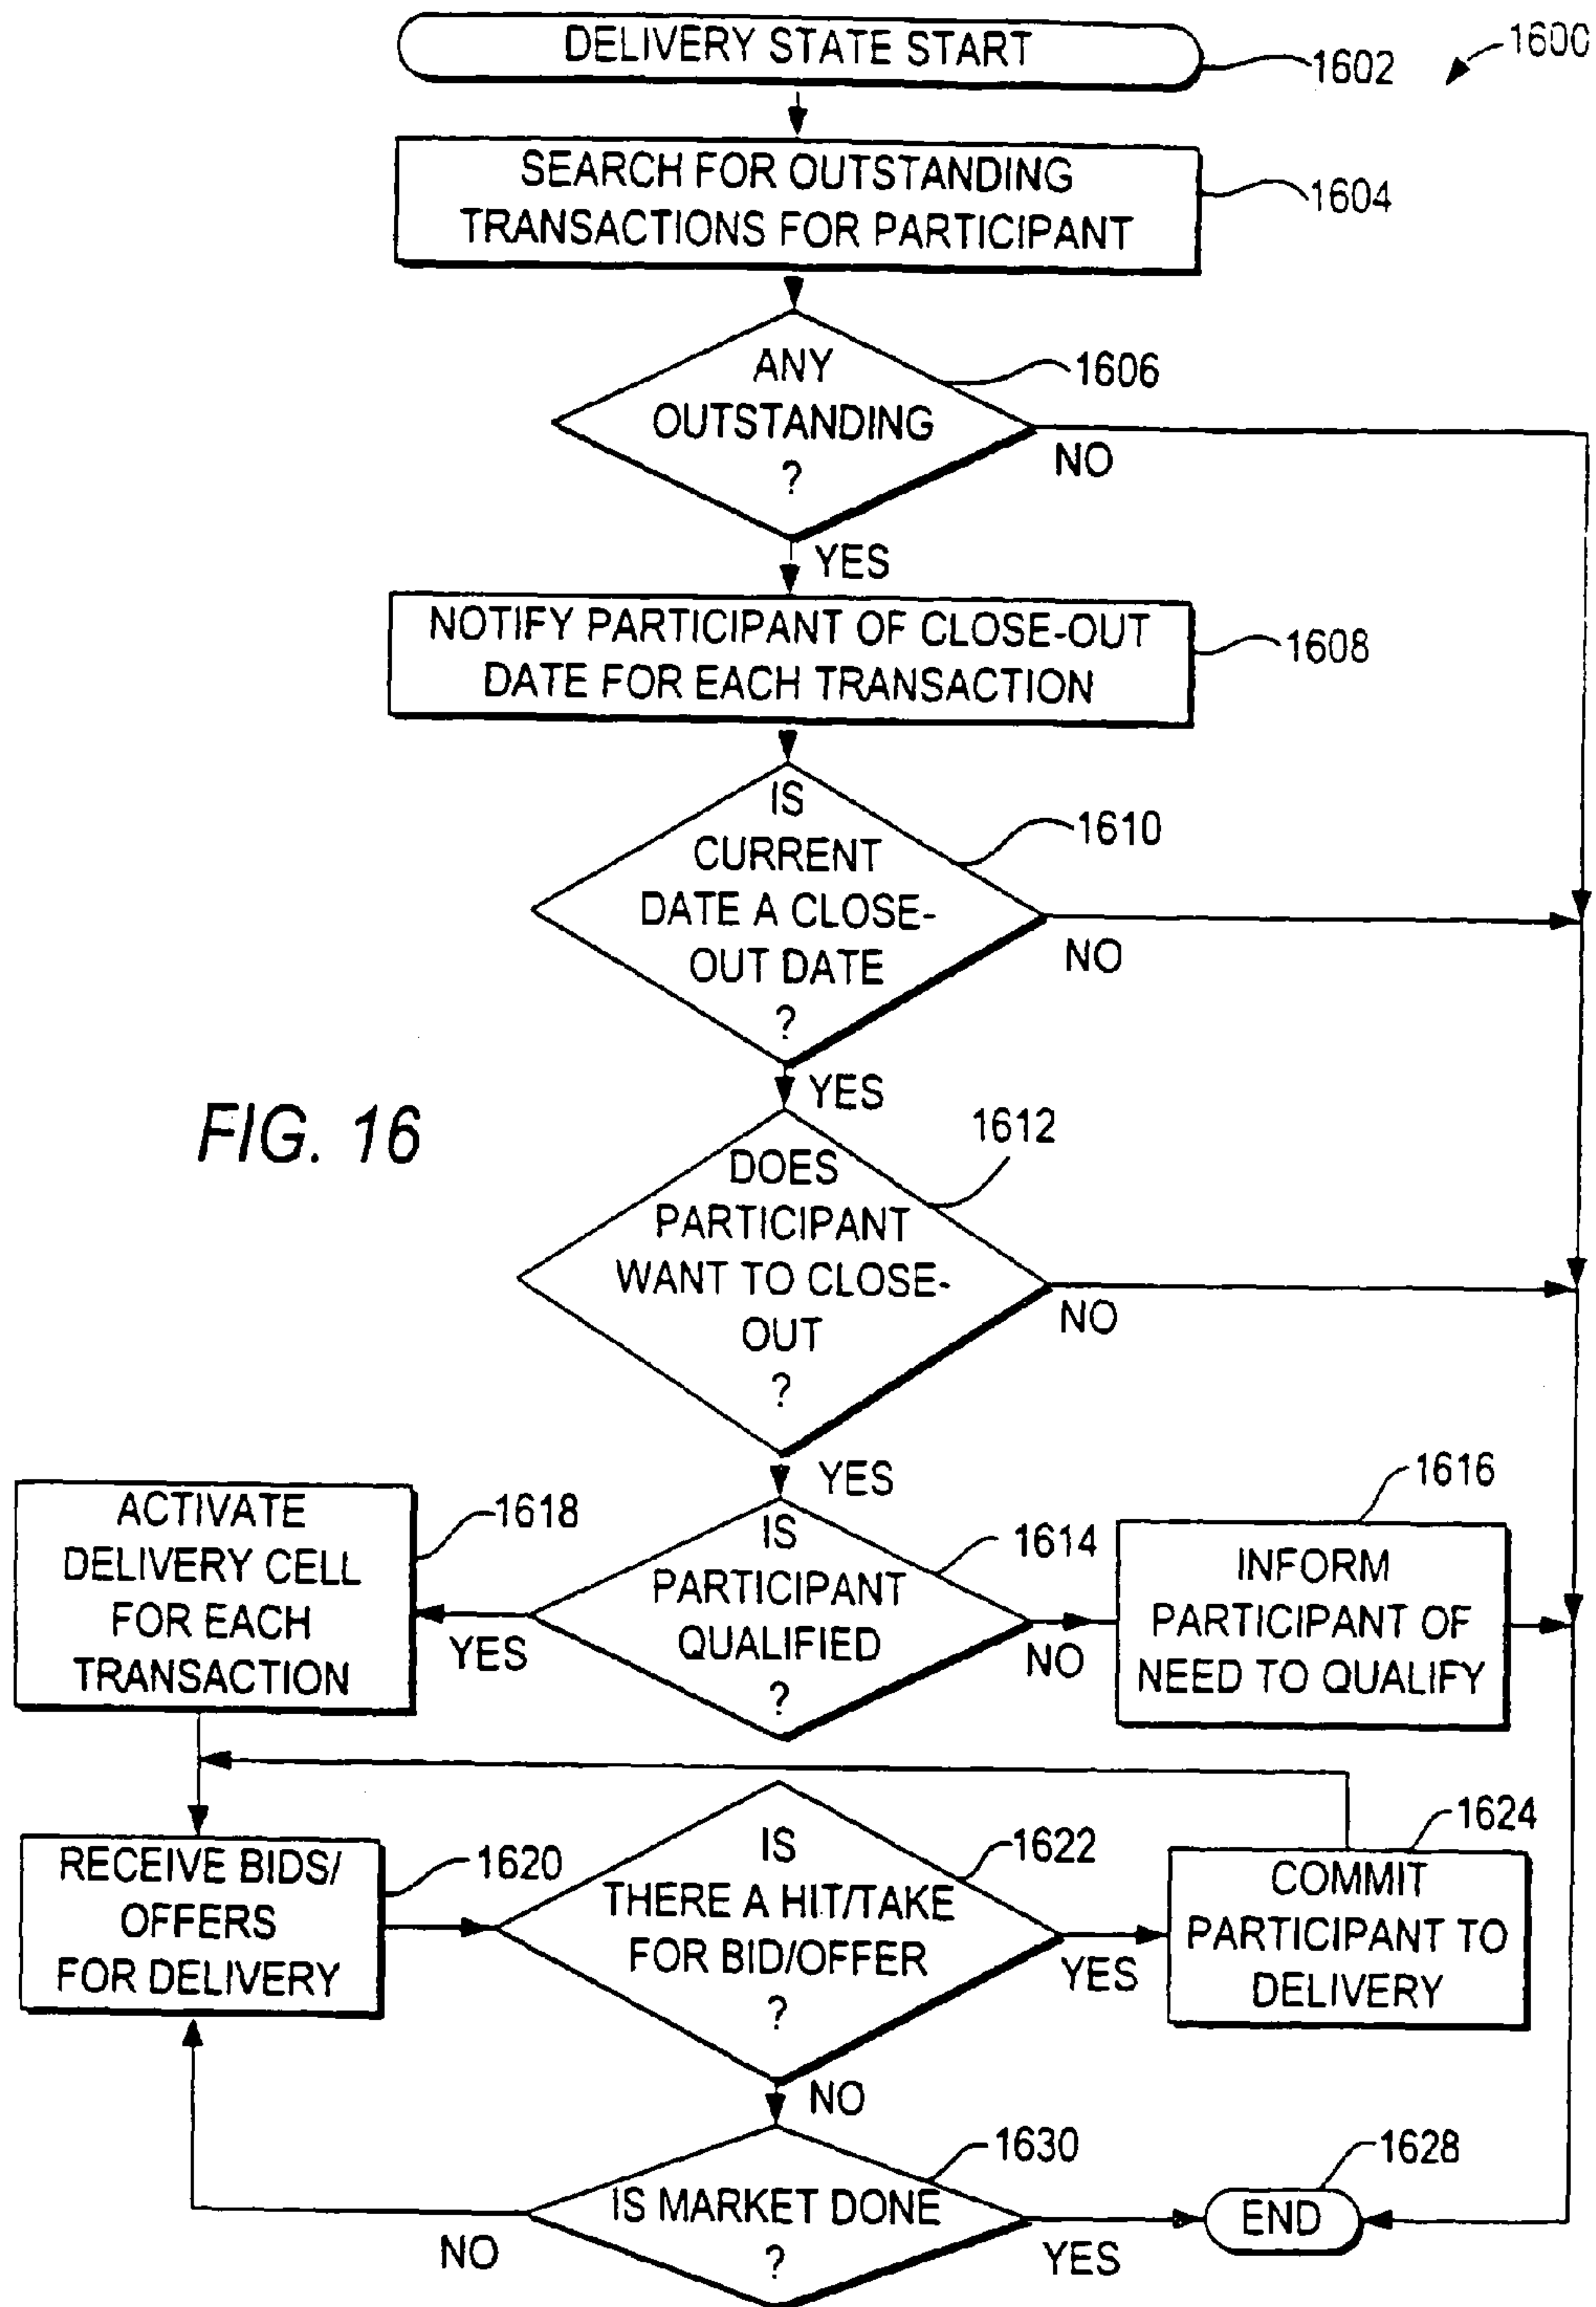 DELIVERY STATE START
1602
1600
SEARCH FOR OUTSTANDING
TRANSACTIONS FOR PARTICIPANT
1604
ANY
OUTSTANDING
?
1606
NO
YES
NOTIFY PARTICIPANT OF CLOSE-OUT
DATE FOR EACH TRANSACTION
1608
IS
CURRENT
DATE A CLOSE-
OUT DATE
?
1610
NO
YES
FIG. 16
DOES
PARTICIPANT
WANT TO CLOSE-
OUT
?
1612
NO
YES
ACTIVATE
DELIVERY CELL
FOR EACH
TRANSACTION
1618
YES
IS
PARTICIPANT
QUALIFIED
?
1614
NO
INFORM
PARTICIPANT OF
NEED TO QUALIFY
1616
RECEIVE BIDS/
OFFERS
FOR DELIVERY
1620
IS
THERE A HIT/TAKE
FOR BID/OFFER
?
1622
YES
COMMIT
PARTICIPANT TO
DELIVERY
1624
NO
IS MARKET DONE
?
1630
NO
YES
END
1628